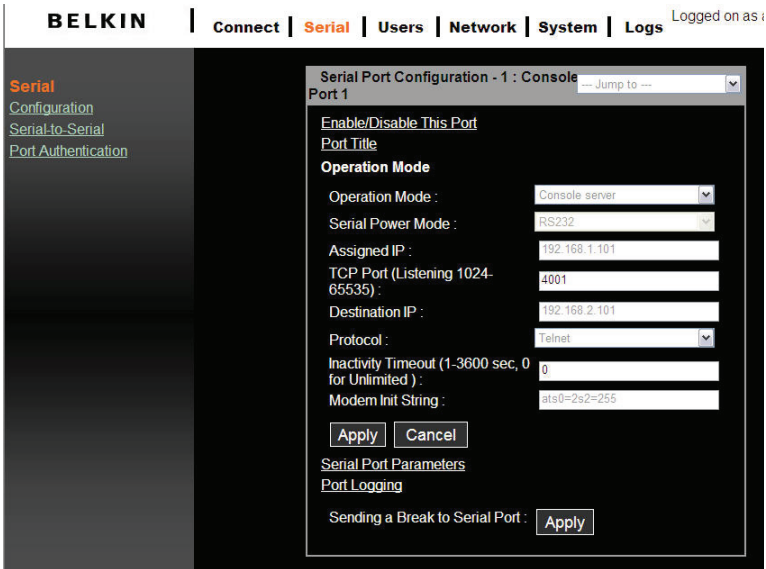 BELKIN
Connect | Serial | Users | Network | System | Logs
Logged on as
Serial
Configuration
Serial-to-Serial
Port Authentication
Serial Port Configuration - 1 : Console
Port 1
--- Jump to ---
Enable/Disable This Port
Port Title
Operation Mode
Operation Mode : Console server
Serial Power Mode : RS232
Assigned IP : 192.168.1.101
TCP Port (Listening 1024-
65535) : 4001
Destination IP : 192.168.2.101
Protocol : Telnet
Inactivity Timeout (1-3600 sec, 0
for Unlimited ) : 0
Modem Init String : ats0=2s2=255
Apply Cancel
Serial Port Parameters
Port Logging
Sending a Break to Serial Port : Apply